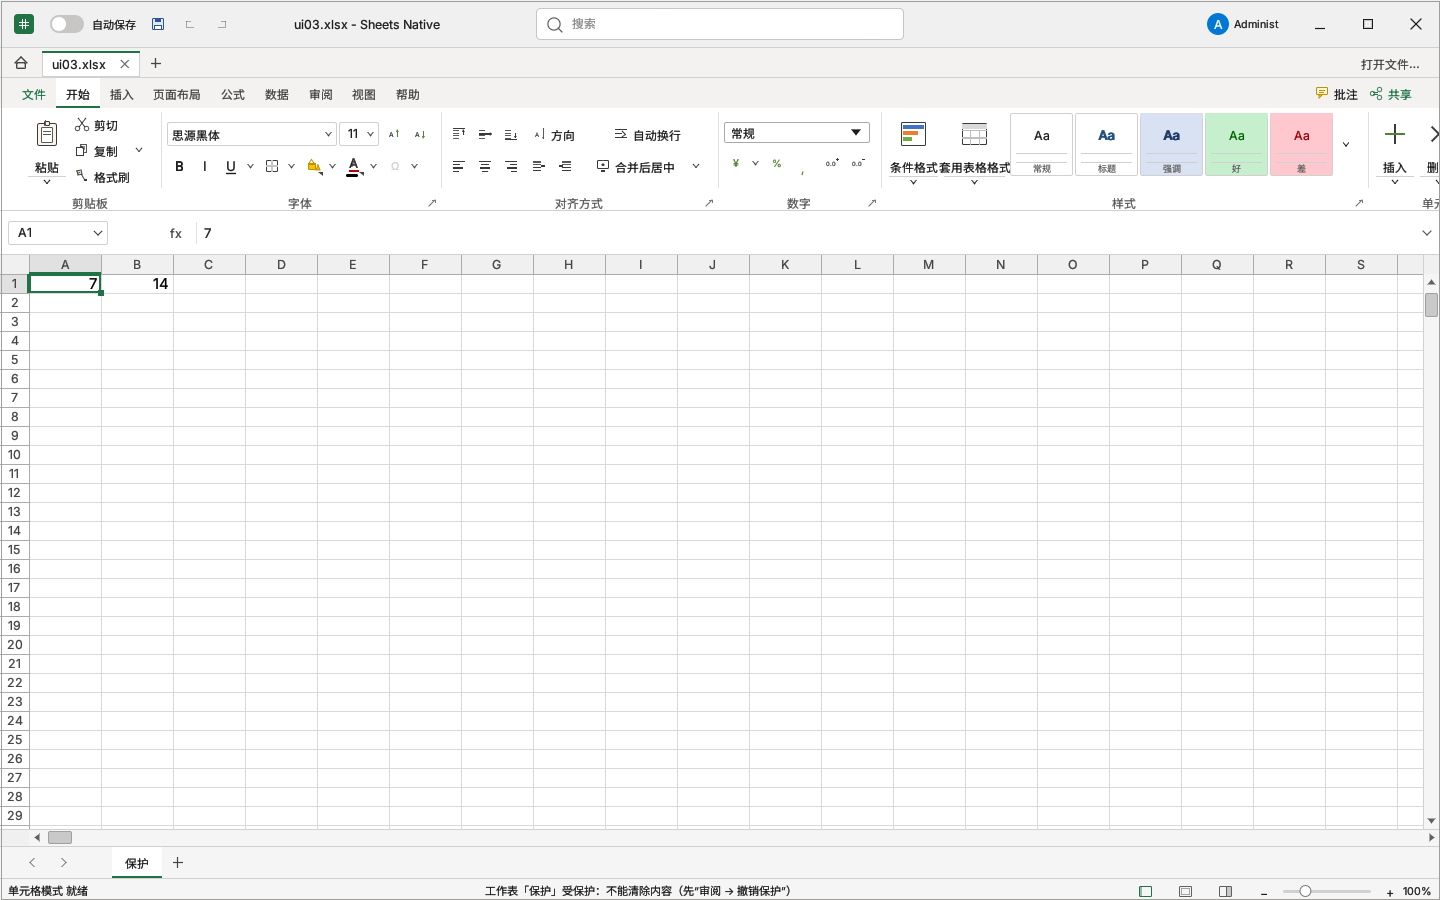 自动保存
ui03.xlsx - Sheets Native
搜索
A Administ
ui03.xlsx
打开文件...
文件 开始 插入 页面布局 公式 数据 审阅 视图 帮助
批注 共享
粘贴
剪切
复制
格式刷
剪贴板
思源黑体 11
B I U
字体
方向 自动换行
合并后居中
对齐方式
常规
¥ % ,
数字
条件格式 套用表格格式
Aa 常规
Aa 标题
Aa 强调
Aa 好
Aa 差
样式
插入
A1 fx 7
A B C D E F G H I J K L M N O P Q R S
1 7 14
2
3
4
5
6
7
8
9
10
11
12
13
14
15
16
17
18
19
20
21
22
23
24
25
26
27
28
29
保护
单元格模式 就绪
工作表「保护」受保护：不能清除内容（先“审阅 → 撤销保护”）
100%